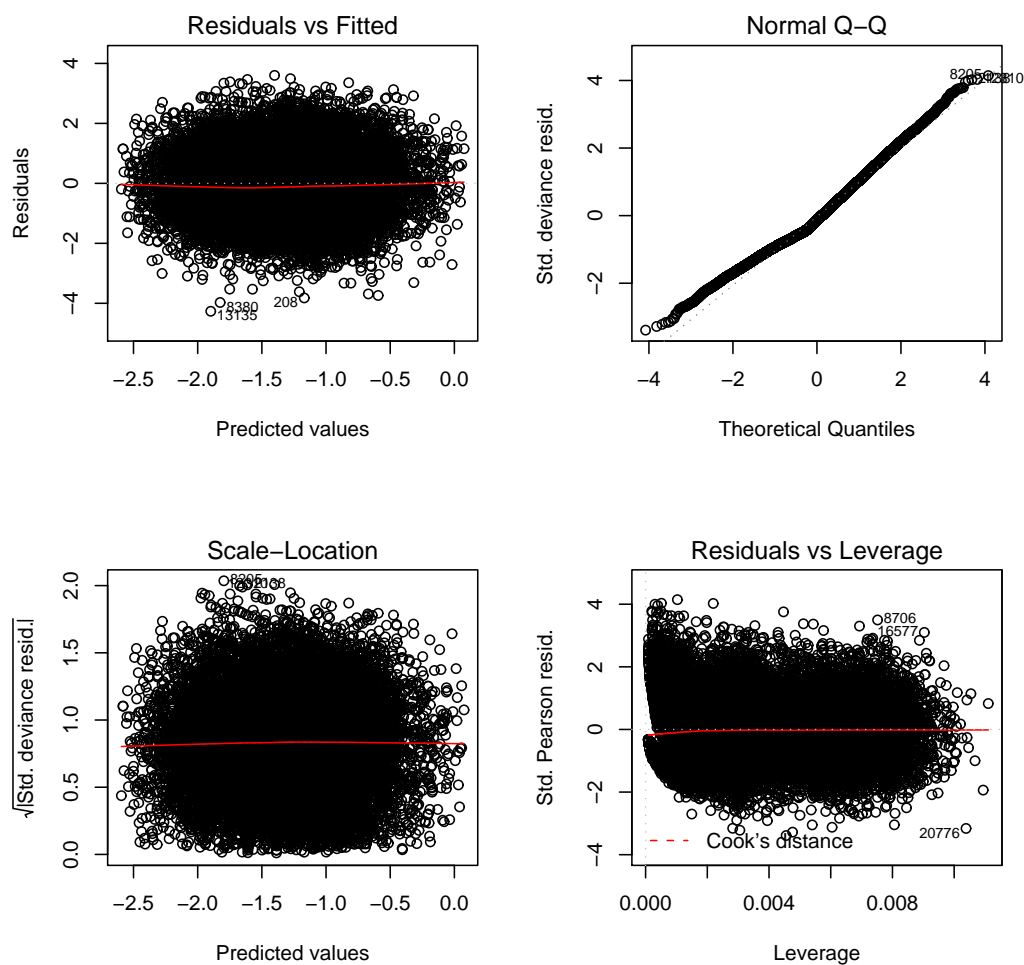 Residuals vs Fitted
Residuals
4
2
0
−2
−4
8380
13135
208
−2.5 −2.0 −1.5 −1.0 −0.5 0.0
Predicted values
Normal Q−Q
Std. deviance resid.
4
2
0
−2
8205
−4 −2 0 2 4
Theoretical Quantiles
Scale−Location
√|Std. deviance resid.|
2.0
1.5
1.0
0.5
0.0
8205
−2.5 −2.0 −1.5 −1.0 −0.5 0.0
Predicted values
Residuals vs Leverage
Std. Pearson resid.
4
2
0
−2
−4
8706
16577
20776
Cook's distance
0.000 0.004 0.008
Leverage